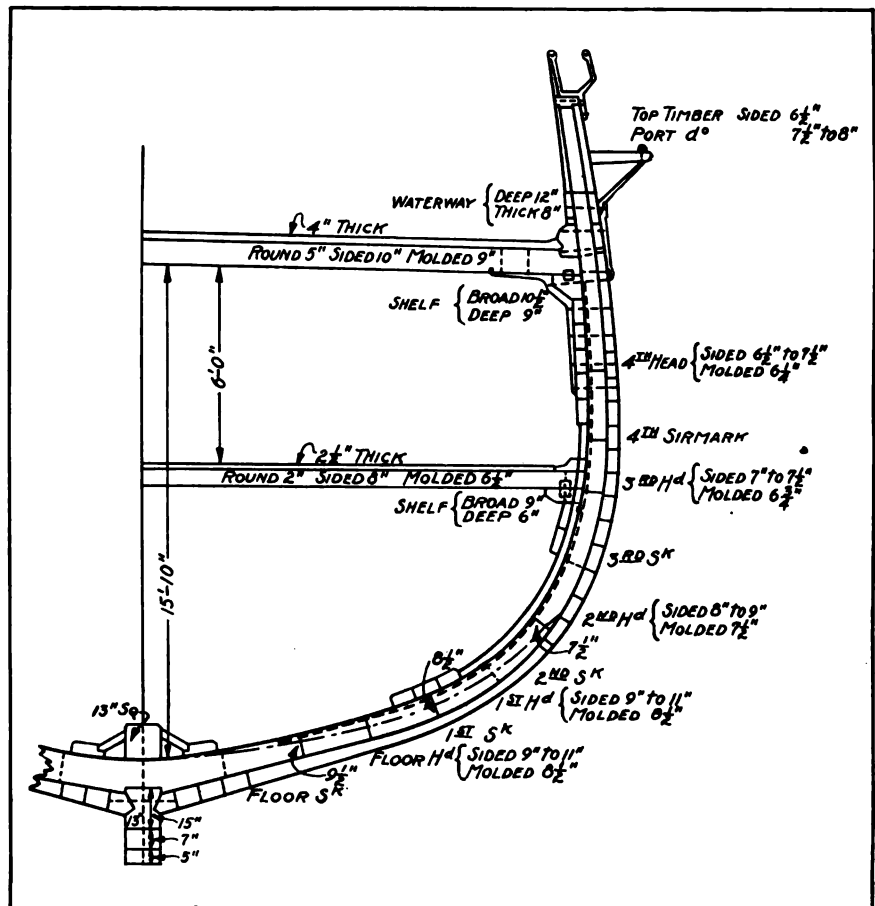 TOP TIMBER SIDED 6½"
PORT dº 7½" TO 8"
WATERWAY { DEEP 12"
THICK 8"
4" THICK
ROUND 5" SIDED 10" MOLDED 9"
SHELF { BROAD 10½"
DEEP 9"
6'-0"
4TH HEAD { SIDED 6½" TO 7½"
MOLDED 6¼"
4TH SIRMARK
2½" THICK
ROUND 2" SIDED 8" MOLDED 6½"
3RD Hd { SIDED 7" TO 7½"
MOLDED 6¾"
SHELF { BROAD 9"
DEEP 6"
15'-10"
3RD SK
2ND Hd { SIDED 8" TO 9"
MOLDED 7½"
7½"
8½"
2ND SK
1ST Hd { SIDED 9" TO 11"
MOLDED 8½"
13" SQ
1ST SK
FLOOR Hd { SIDED 9" TO 11"
MOLDED 8½"
9½"
FLOOR SK
13"
15"
7"
5"